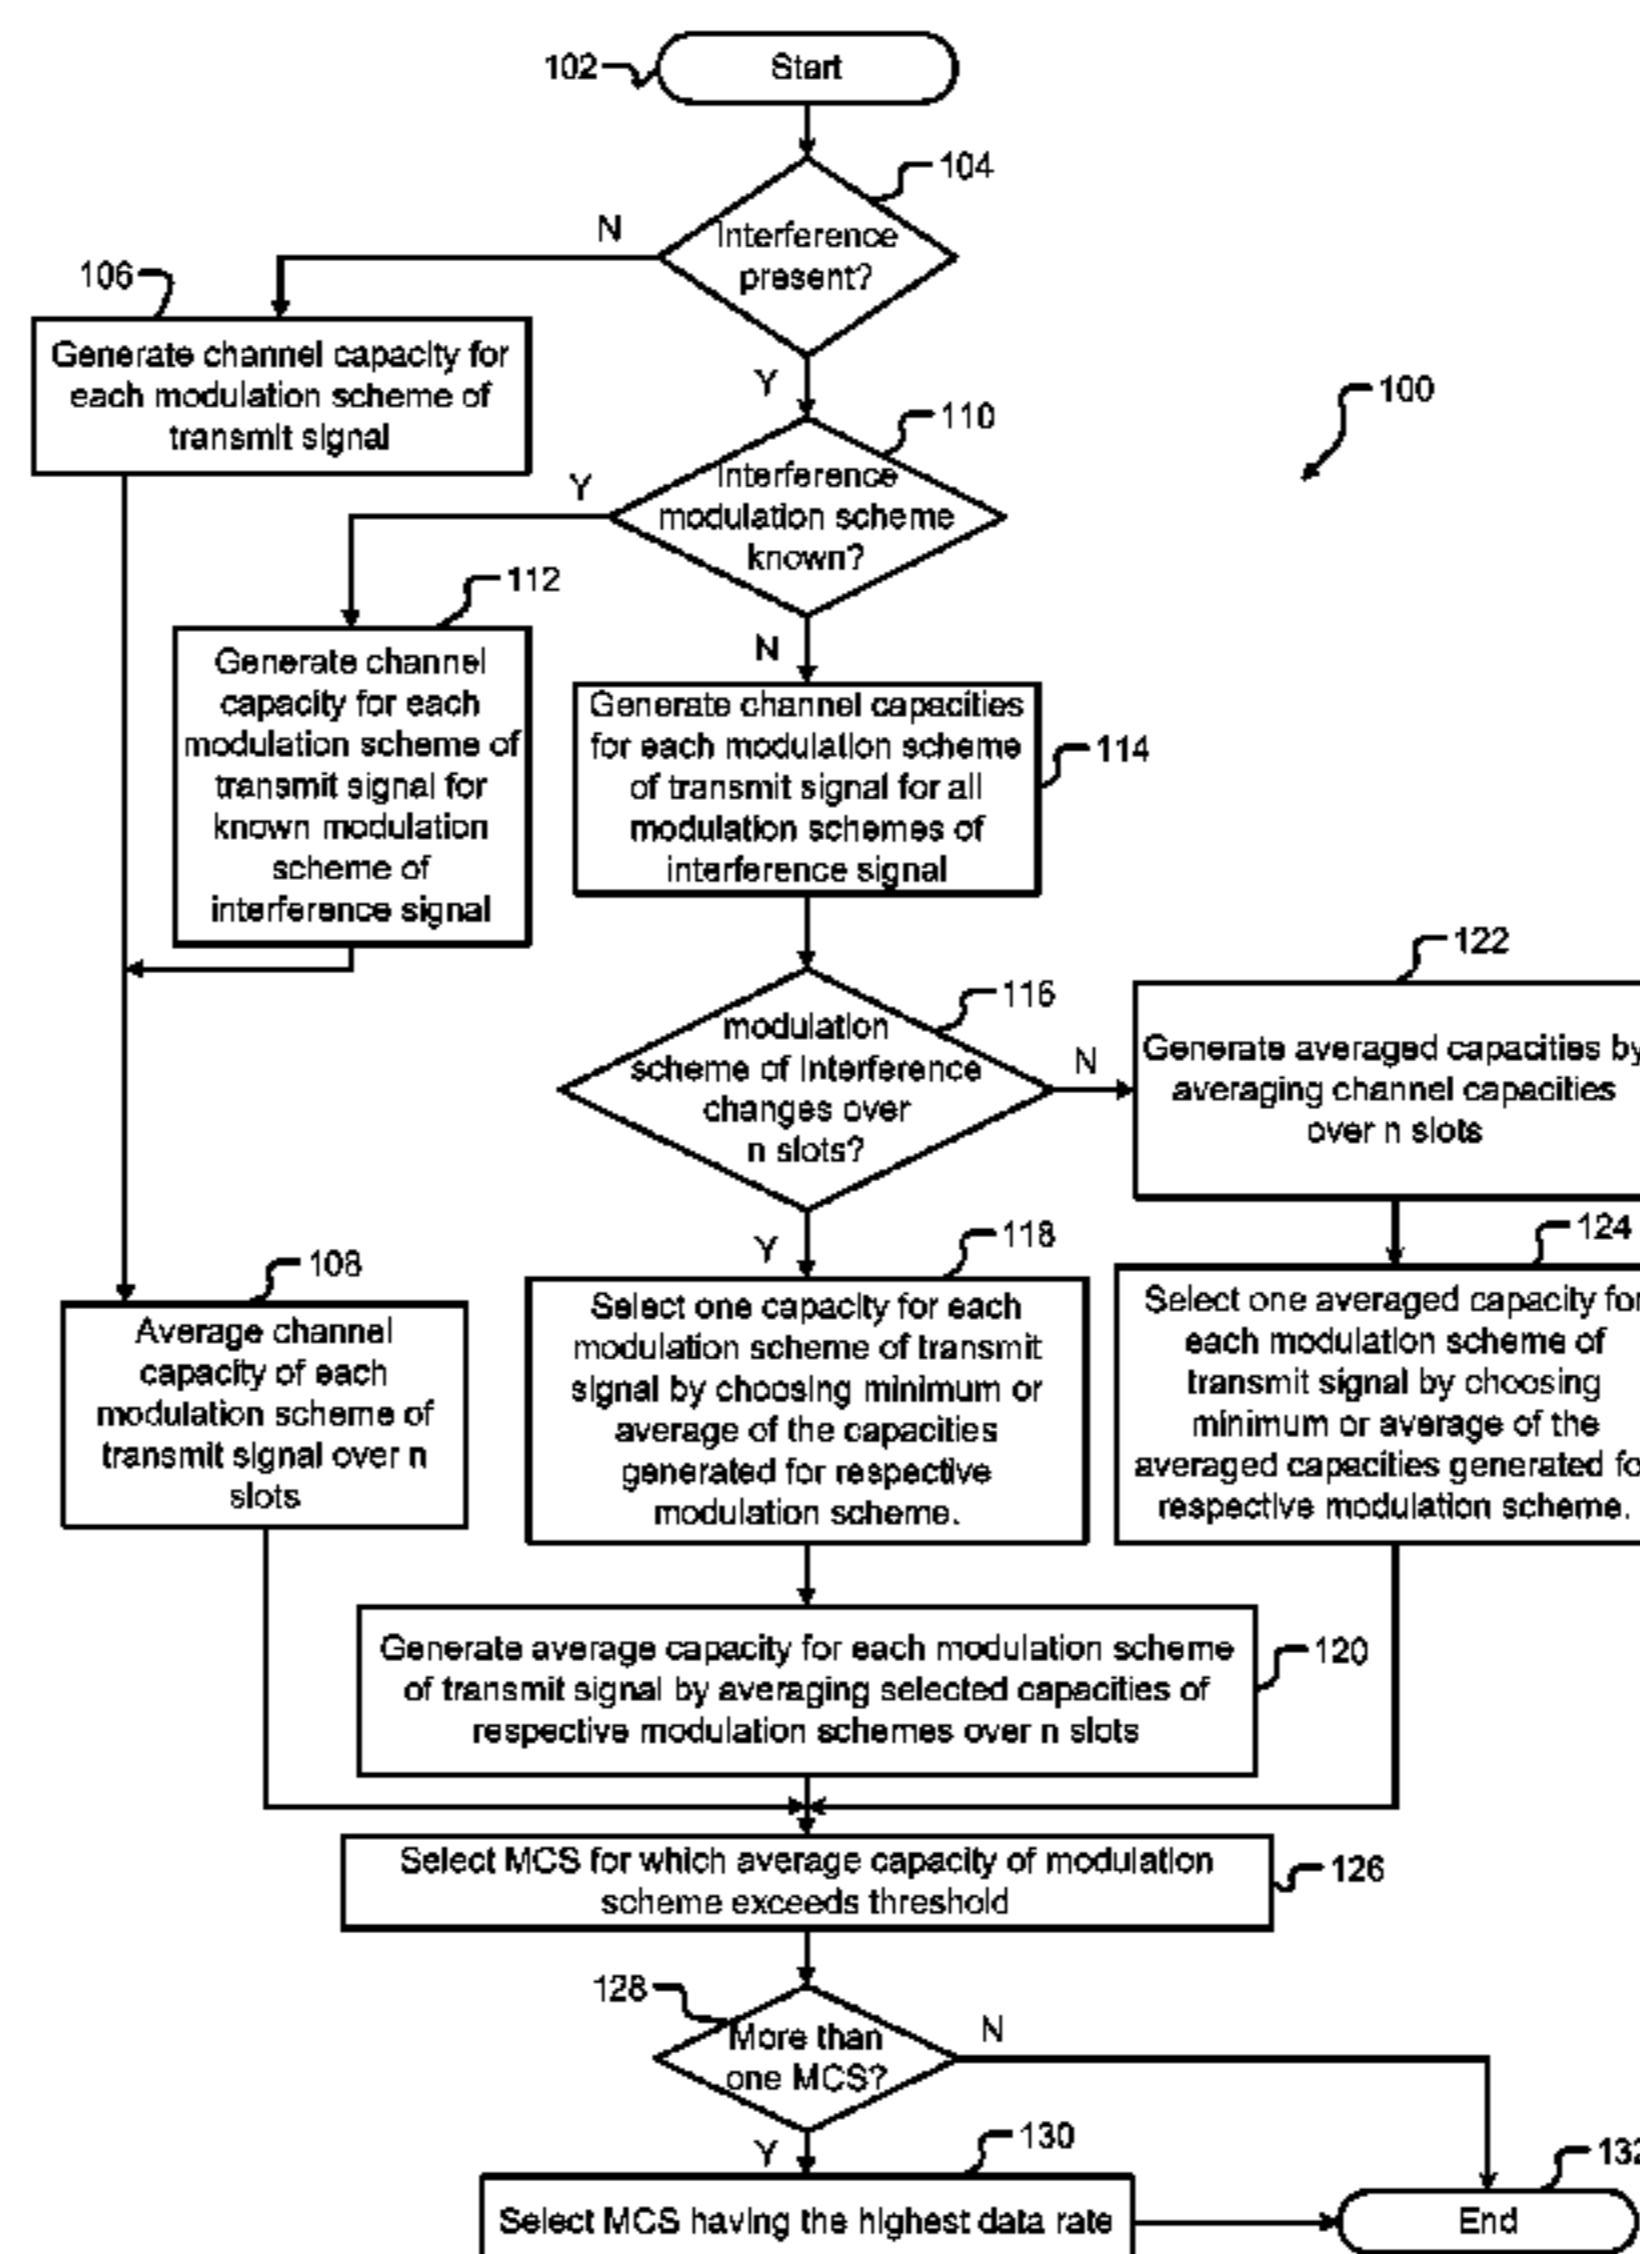 102
Start
104
N
Interference
present?
106
Generate channel capacity for
each modulation scheme of
transmit signal
Y
100
110
Y
Interference
modulation scheme
known?
112
N
Generate channel
capacity for each
modulation scheme of
transmit signal for
known modulation
scheme of
interference signal
Generate channel capacities
for each modulation scheme
of transmit signal for all
modulation schemes of
interference signal
114
122
116
modulation
scheme of interference
changes over
n slots?
N
Generate averaged capacities by
averaging channel capacities
over n slots
Y
118
124
108
Average channel
capacity of each
modulation scheme of
transmit signal over n
slots
Select one capacity for each
modulation scheme of transmit
signal by choosing minimum or
average of the capacities
generated for respective
modulation scheme.
Select one averaged capacity for
each modulation scheme of
transmit signal by choosing
minimum or average of the
averaged capacities generated fo
respective modulation scheme.
Generate average capacity for each modulation scheme
of transmit signal by averaging selected capacities of
respective modulation schemes over n slots
120
Select MCS for which average capacity of modulation
scheme exceeds threshold
126
128
More than
one MCS?
N
Y
130
132
Select MCS having the highest data rate
End